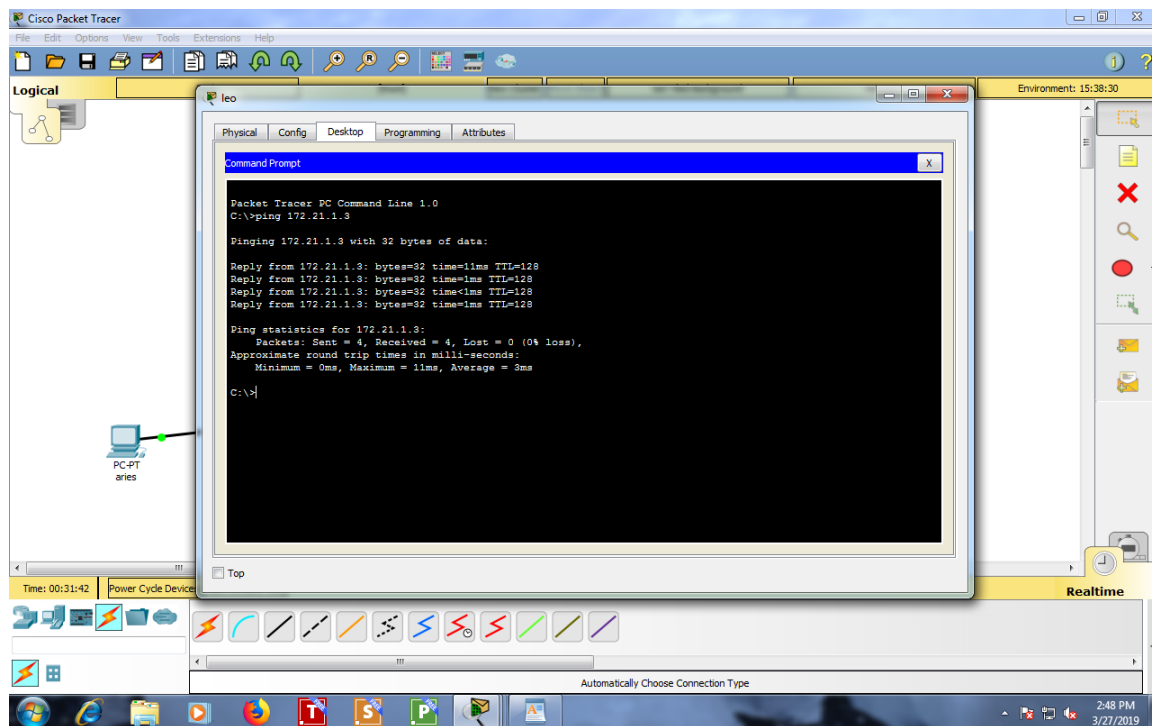 Cisco Packet Tracer
File Edit Options View Tools Extensions Help
Logical
Environment: 15:38:30
leo
Physical Config Desktop Programming Attributes
Command Prompt
X
Packet Tracer PC Command Line 1.0
C:\>ping 172.21.1.3
Pinging 172.21.1.3 with 32 bytes of data:
Reply from 172.21.1.3: bytes=32 time=11ms TTL=128
Reply from 172.21.1.3: bytes=32 time=1ms TTL=128
Reply from 172.21.1.3: bytes=32 time<1ms TTL=128
Reply from 172.21.1.3: bytes=32 time=1ms TTL=128
Ping statistics for 172.21.1.3:
Packets: Sent = 4, Received = 4, Lost = 0 (0% loss),
Approximate round trip times in milli-seconds:
Minimum = 0ms, Maximum = 11ms, Average = 3ms
C:\>
PC-PT
aries
Top
Time: 00:31:42 Power Cycle Device
Realtime
Automatically Choose Connection Type
2:48 PM
3/27/2019